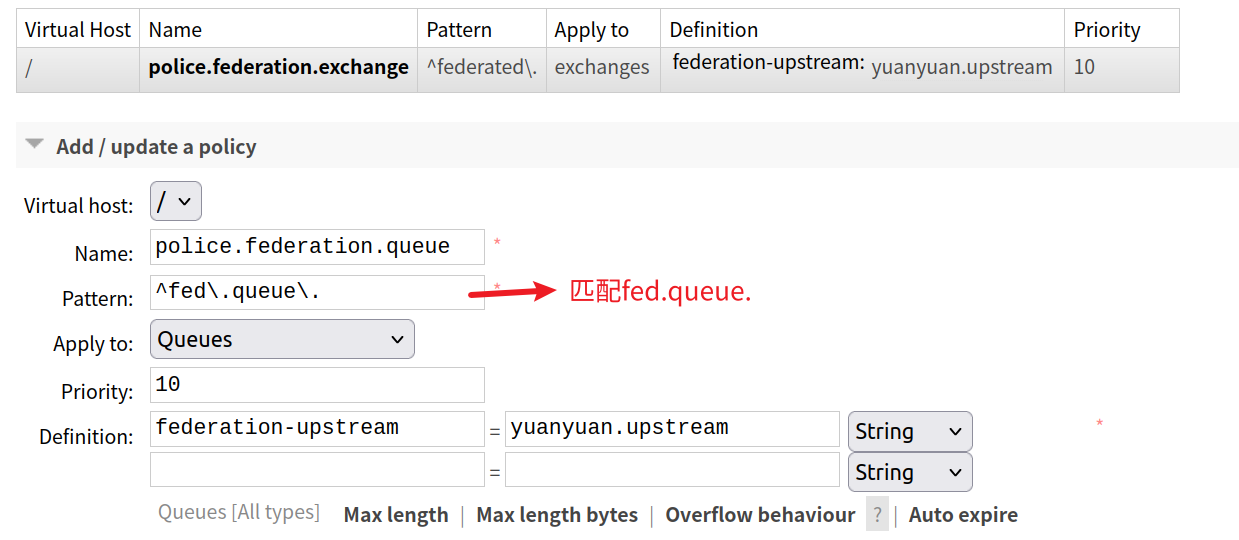 Virtual Host Name Pattern Apply to Definition Priority
/ police.federation.exchange ^federated\. exchanges federation-upstream: yuanyuan.upstream 10
Add / update a policy
Virtual host: /
Name: police.federation.queue *
Pattern: ^fed\.queue\. * 匹配fed.queue.
Apply to: Queues
Priority: 10
Definition: federation-upstream = yuanyuan.upstream String *
= String
Queues [All types] Max length | Max length bytes | Overflow behaviour ? | Auto expire